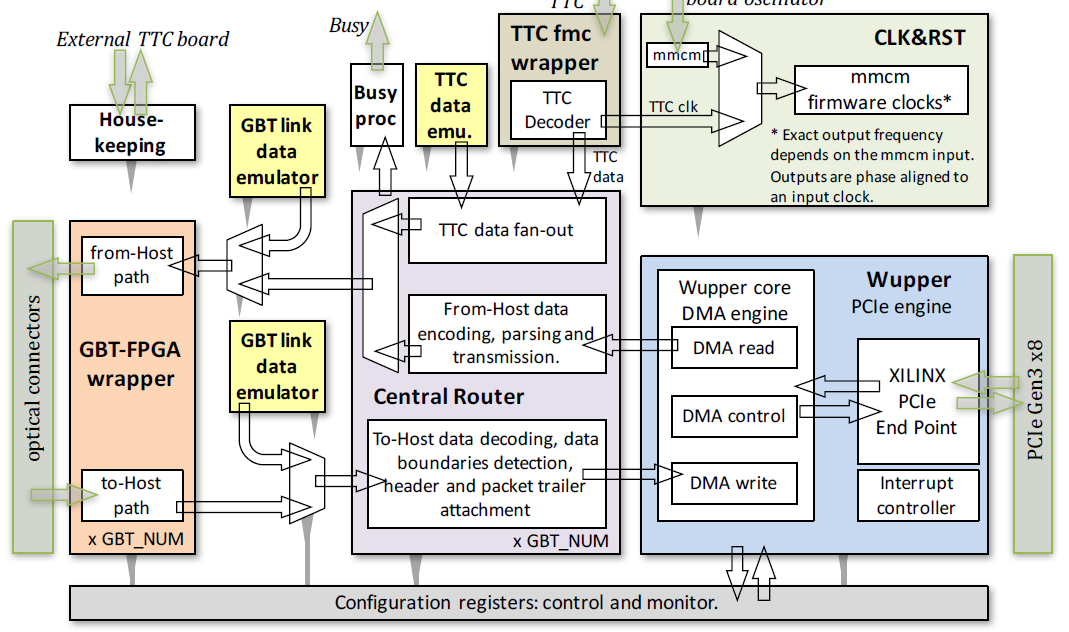 TTC
board oscillator
External TTC board
Busy
TTC fmc
wrapper
CLK&RST
mmcm
mmcm
firmware clocks*
House-
keeping
GBT link
data
emulator
Busy
proc
TTC
data
emu.
TTC
Decoder
TTC clk
TTC
data
* Exact output frequency
depends on the mmcm input.
Outputs are phase aligned to
an input clock.
optical connectors
from-Host
path
GBT-FPGA
wrapper
to-Host
path
x GBT_NUM
GBT link
data
emulator
TTC data fan-out
From-Host data
encoding, parsing and
transmission.
Central Router
To-Host data decoding, data
boundaries detection,
header and packet trailer
attachment
x GBT_NUM
Wupper
PCIe engine
Wupper core
DMA engine
DMA read
DMA control
DMA write
XILINX
PCIe
End Point
Interrupt
controller
PCIe Gen3 x8
Configuration registers: control and monitor.